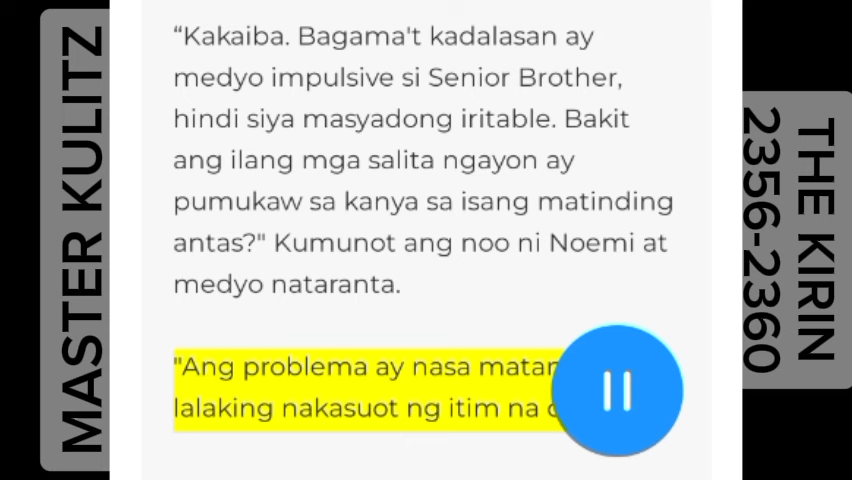 MASTER KULITZ
“Kakaiba. Bagama't kadalasan ay
medyo impulsive si Senior Brother,
hindi siya masyadong iritable. Bakit
ang ilang mga salita ngayon ay
pumukaw sa kanya sa isang matinding
antas?" Kumunot ang noo ni Noemi at
medyo nataranta.
"Ang problema ay nasa
lalaking nakasuot ng itim na
THE KIRIN
2356-2360